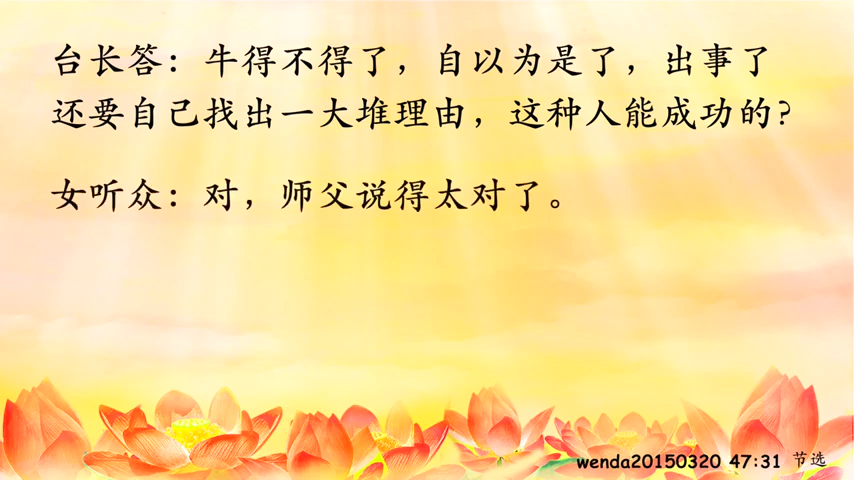 台长答：牛得不得了，自以为是了，出事了
还要自己找出一大堆理由，这种人能成功的?
女听众：对，师父说得太对了。
wenda20150320 47:31 节选